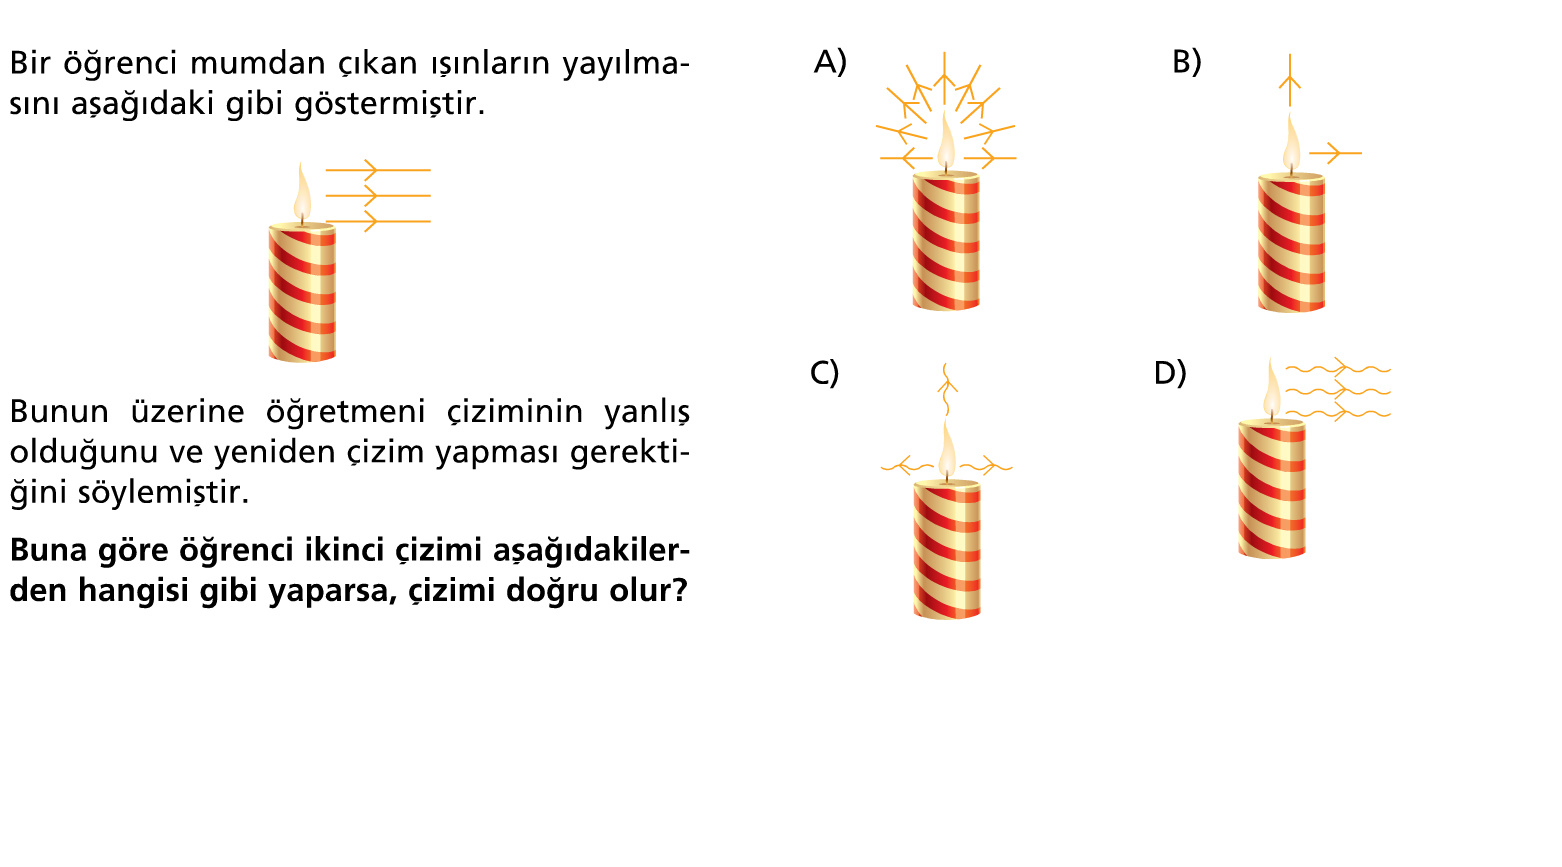 Bir öğrenci mumdan çıkan ışınların yayılma-
sını aşağıdaki gibi göstermiştir.
Bunun üzerine öğretmeni çiziminin yanlış
olduğunu ve yeniden çizim yapması gerekti-
ğini söylemiştir.
Buna göre öğrenci ikinci çizimi aşağıdakiler-
den hangisi gibi yaparsa, çizimi doğru olur?
A)
B)
C)
D)